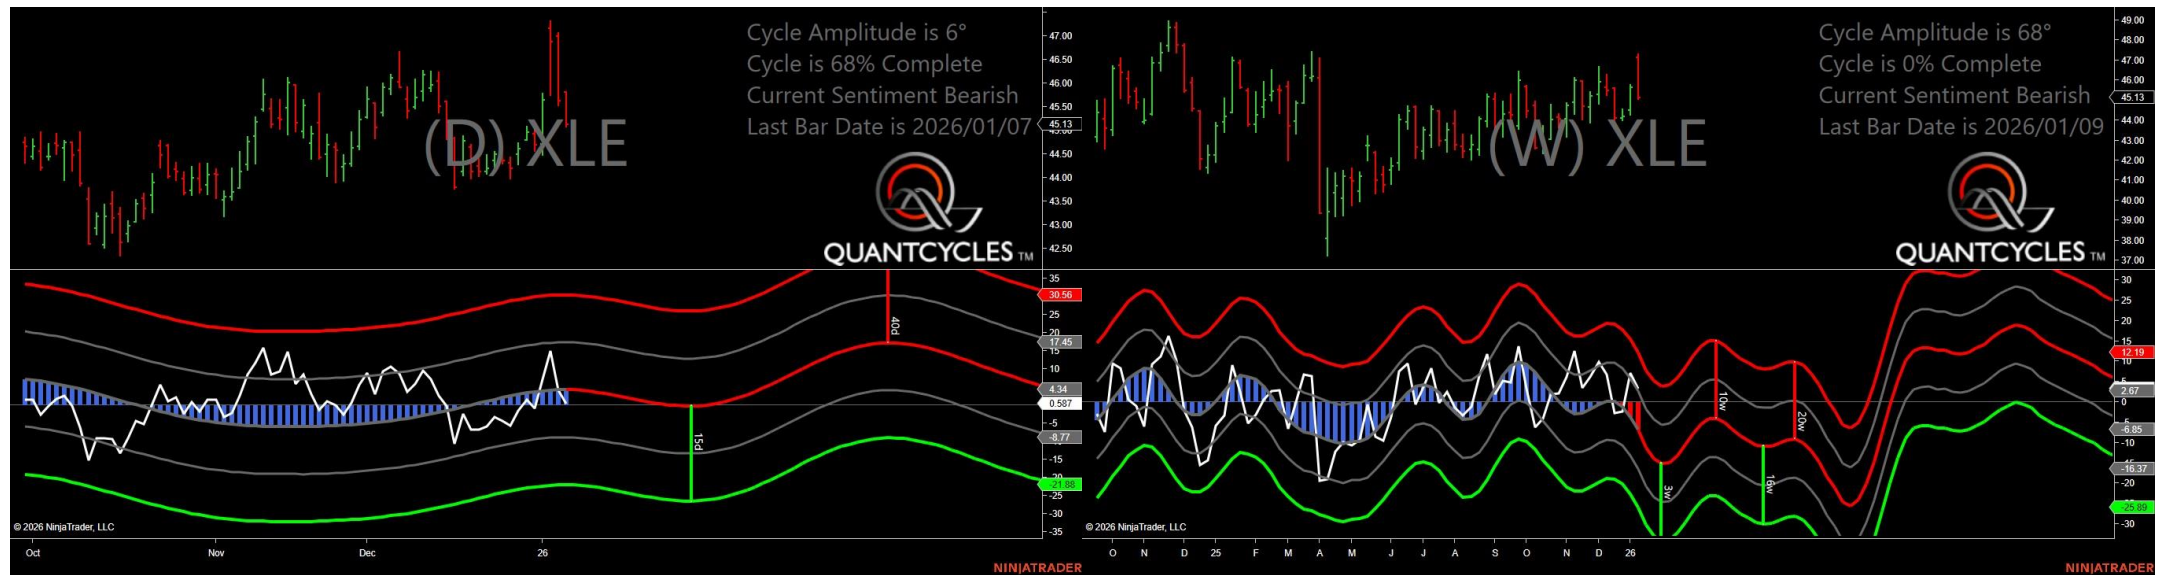 Cycle Amplitude is 6°
Cycle is 68% Complete
Current Sentiment Bearish
Last Bar Date is 2026/01/07
(D) XLE
QUANTCYCLES TM
47.00
46.50
46.00
45.50
45.13
45.00
44.50
44.00
43.50
43.00
42.50
35
30.56
25
20
17.45
15
10
4.34
0.587
-5
-8.77
-15
-21.88
-25
-30
-35
40d
15d
© 2026 NinjaTrader, LLC
Oct
Nov
Dec
26
NINJATRADER
Cycle Amplitude is 68°
Cycle is 0% Complete
Current Sentiment Bearish
Last Bar Date is 2026/01/09
(W) XLE
QUANTCYCLES TM
49.00
48.00
47.00
46.00
45.13
44.00
43.00
42.00
41.00
40.00
39.00
38.00
37.00
30
25
20
15
12.19
10
2.67
0
-6.85
-10
-16.37
-20
-25.89
-30
10w
20w
3w
16w
© 2026 NinjaTrader, LLC
O N D 25 F M A M J J A S O N D 26
NINJATRADER